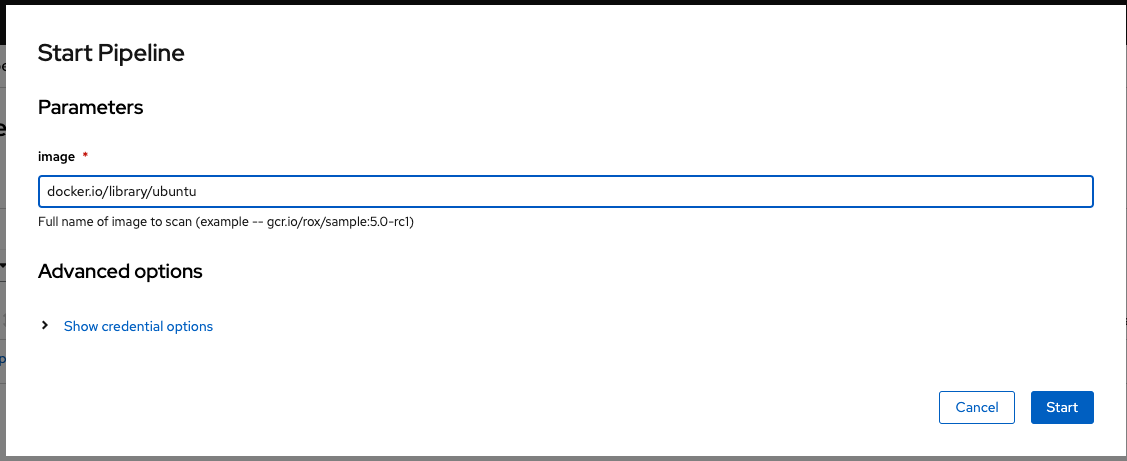 Start Pipeline
Parameters
image *
docker.io/library/ubuntu
Full name of image to scan (example -- gcr.io/rox/sample:5.0-rc1)
Advanced options
Show credential options
Cancel Start